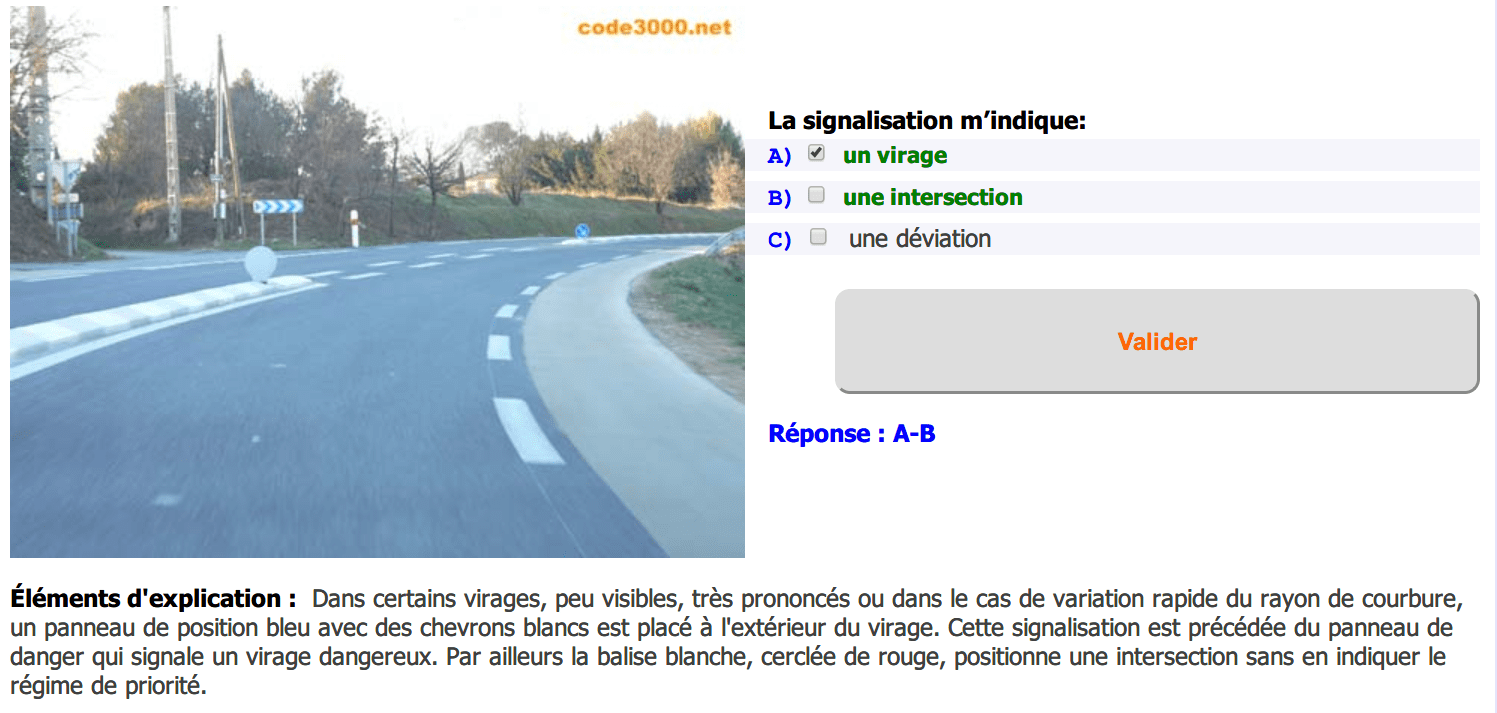 code3000.net
La signalisation m’indique:
A) un virage
B) une intersection
C) une déviation
Valider
Réponse : A-B
Éléments d'explication : Dans certains virages, peu visibles, très prononcés ou dans le cas de variation rapide du rayon de courbure,
un panneau de position bleu avec des chevrons blancs est placé à l'extérieur du virage. Cette signalisation est précédée du panneau de
danger qui signale un virage dangereux. Par ailleurs la balise blanche, cerclée de rouge, positionne une intersection sans en indiquer le
régime de priorité.